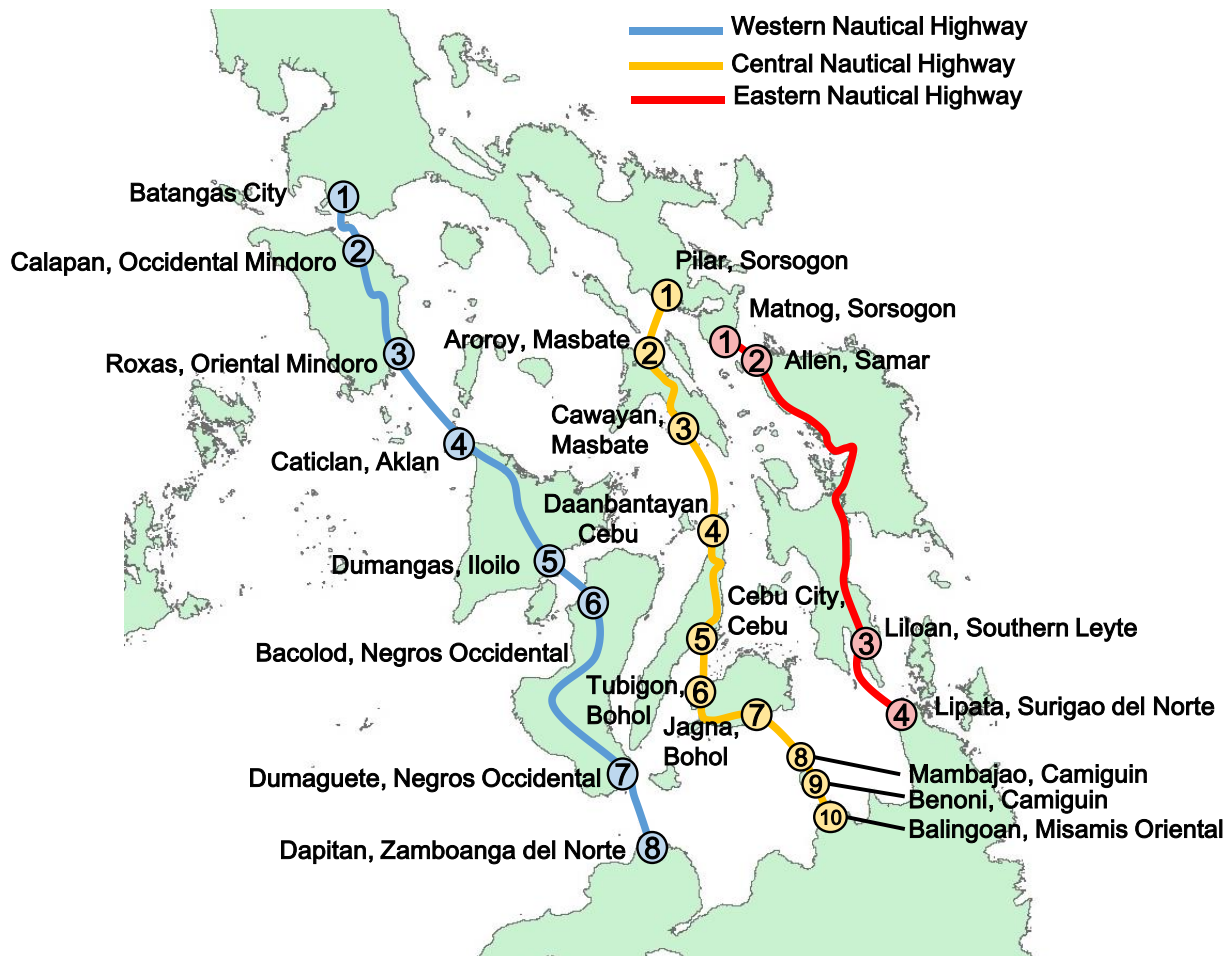 Western Nautical Highway
Central Nautical Highway
Eastern Nautical Highway
Batangas City
1
Calapan, Occidental Mindoro
2
Roxas, Oriental Mindoro
3
Caticlan, Aklan
4
Dumangas, Iloilo
5
6
Bacolod, Negros Occidental
Dumaguete, Negros Occidental
7
Dapitan, Zamboanga del Norte
8
Pilar, Sorsogon
1
Aroroy, Masbate
2
Cawayan,
Masbate
3
Daanbantayan
Cebu
4
Cebu City,
Cebu
5
Tubigon,
Bohol
6
Jagna,
Bohol
7
8
Mambajao, Camiguin
9
Benoni, Camiguin
10
Balingoan, Misamis Oriental
Matnog, Sorsogon
1
2
Allen, Samar
3
Liloan, Southern Leyte
4
Lipata, Surigao del Norte